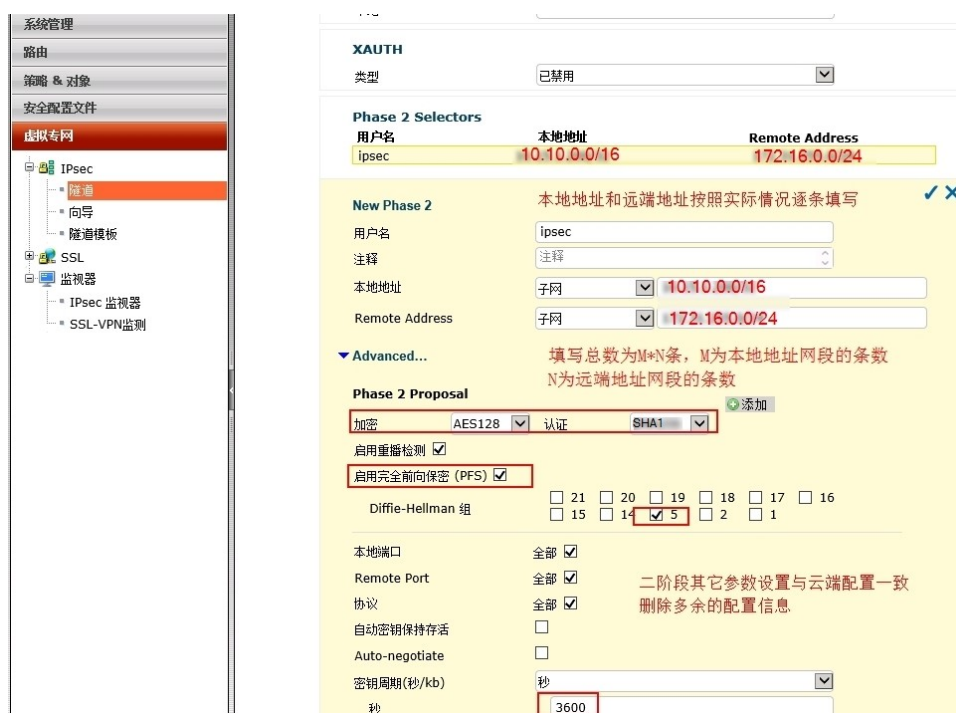 系统管理
路由
策略 & 对象
安全配置文件
虚拟专网
IPsec
隧道
向导
隧道模板
SSL
监视器
IPsec 监视器
SSL-VPN监测
XAUTH
类型 已禁用
Phase 2 Selectors
用户名 本地地址 Remote Address
ipsec 10.10.0.0/16 172.16.0.0/24
New Phase 2 本地地址和远端地址按照实际情况逐条填写
用户名 ipsec
注释 注释
本地地址 子网 10.10.0.0/16
Remote Address 子网 172.16.0.0/24
Advanced... 填写总数为M*N条，M为本地地址网段的条数
N为远端地址网段的条数
Phase 2 Proposal 添加
加密 AES128 认证 SHA1
启用重播检测
启用完全前向保密 (PFS)
Diffie-Hellman 组 21 20 19 18 17 16
15 14 5 2 1
本地端口 全部
Remote Port 全部 二阶段其它参数设置与云端配置一致
协议 全部 删除多余的配置信息
自动密钥保持存活
Auto-negotiate
密钥周期(秒/kb) 秒
秒 3600